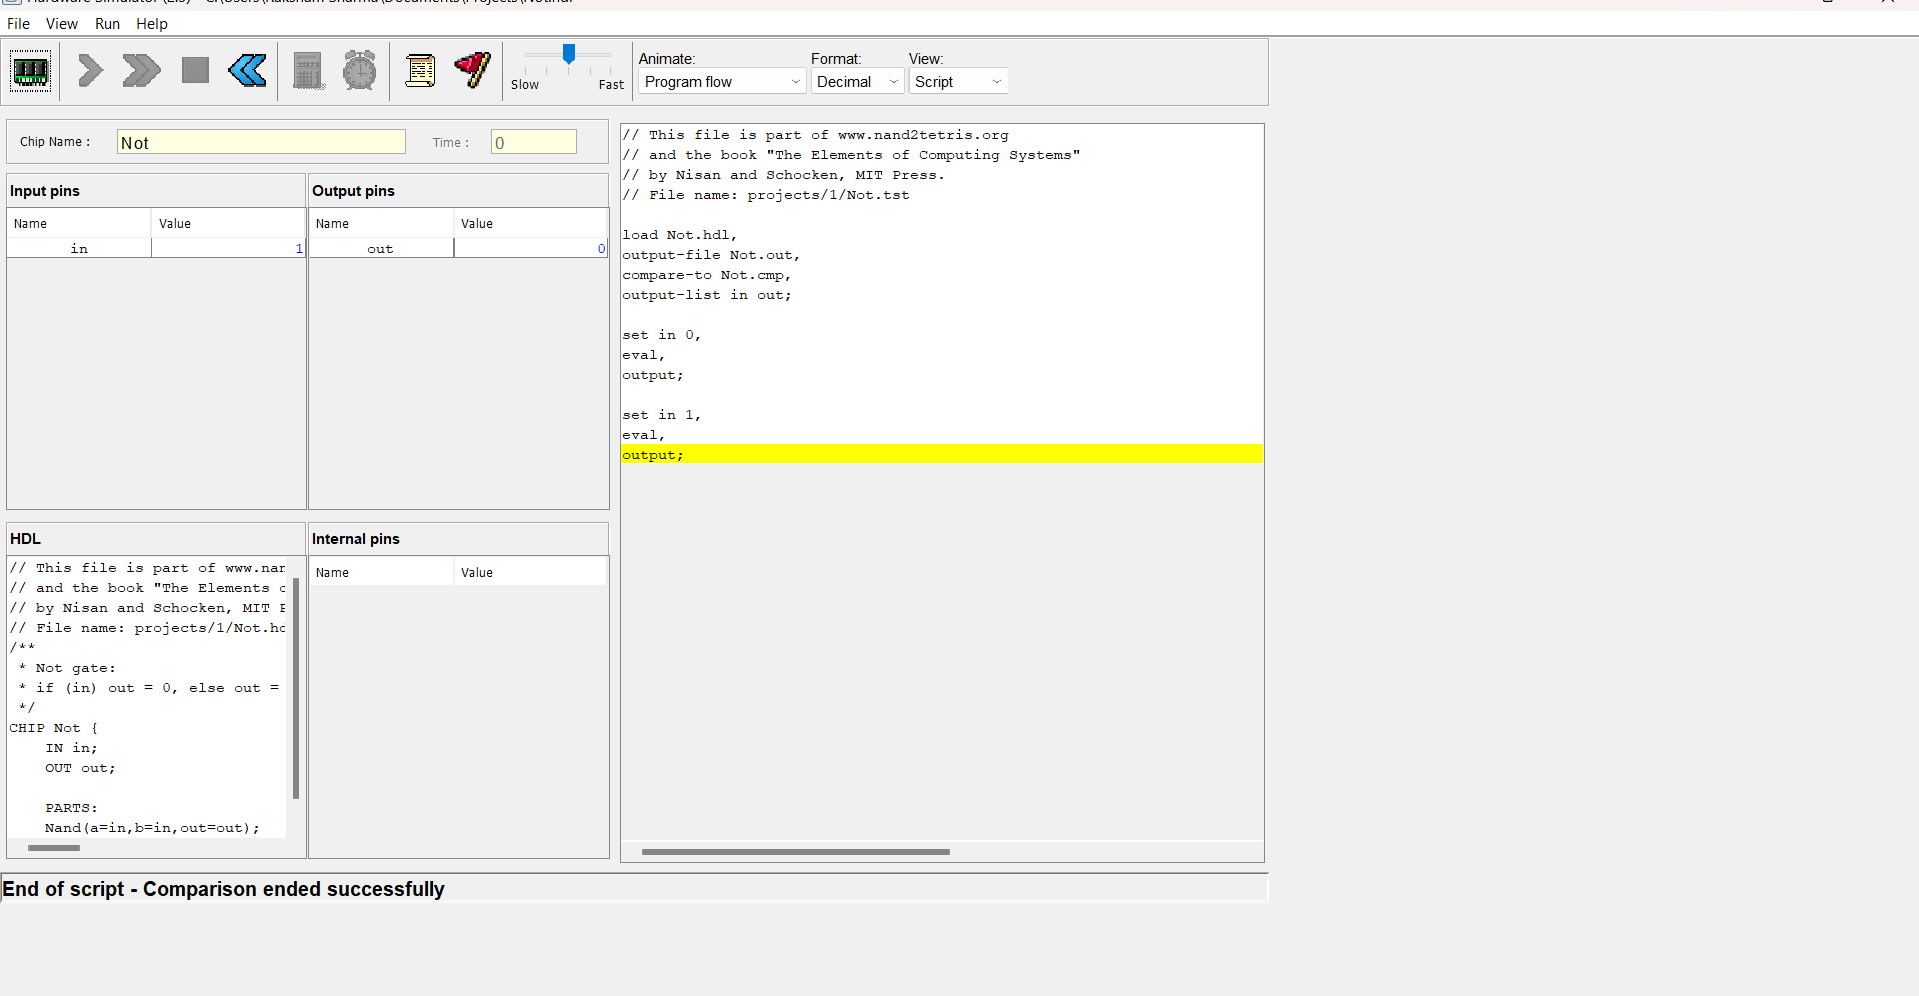 File View Run Help
Slow Fast
Animate: Format: View:
Program flow Decimal Script
Chip Name : Not Time : 0
Input pins
Name Value
in 1
Output pins
Name Value
out 0
HDL
// This file is part of www.nan
// and the book "The Elements o
// by Nisan and Schocken, MIT P
// File name: projects/1/Not.hd
/**
 * Not gate:
 * if (in) out = 0, else out =
 */
CHIP Not {
    IN in;
    OUT out;
    PARTS:
    Nand(a=in,b=in,out=out);
Internal pins
Name Value
// This file is part of www.nand2tetris.org
// and the book "The Elements of Computing Systems"
// by Nisan and Schocken, MIT Press.
// File name: projects/1/Not.tst
load Not.hdl,
output-file Not.out,
compare-to Not.cmp,
output-list in out;
set in 0,
eval,
output;
set in 1,
eval,
output;
End of script - Comparison ended successfully